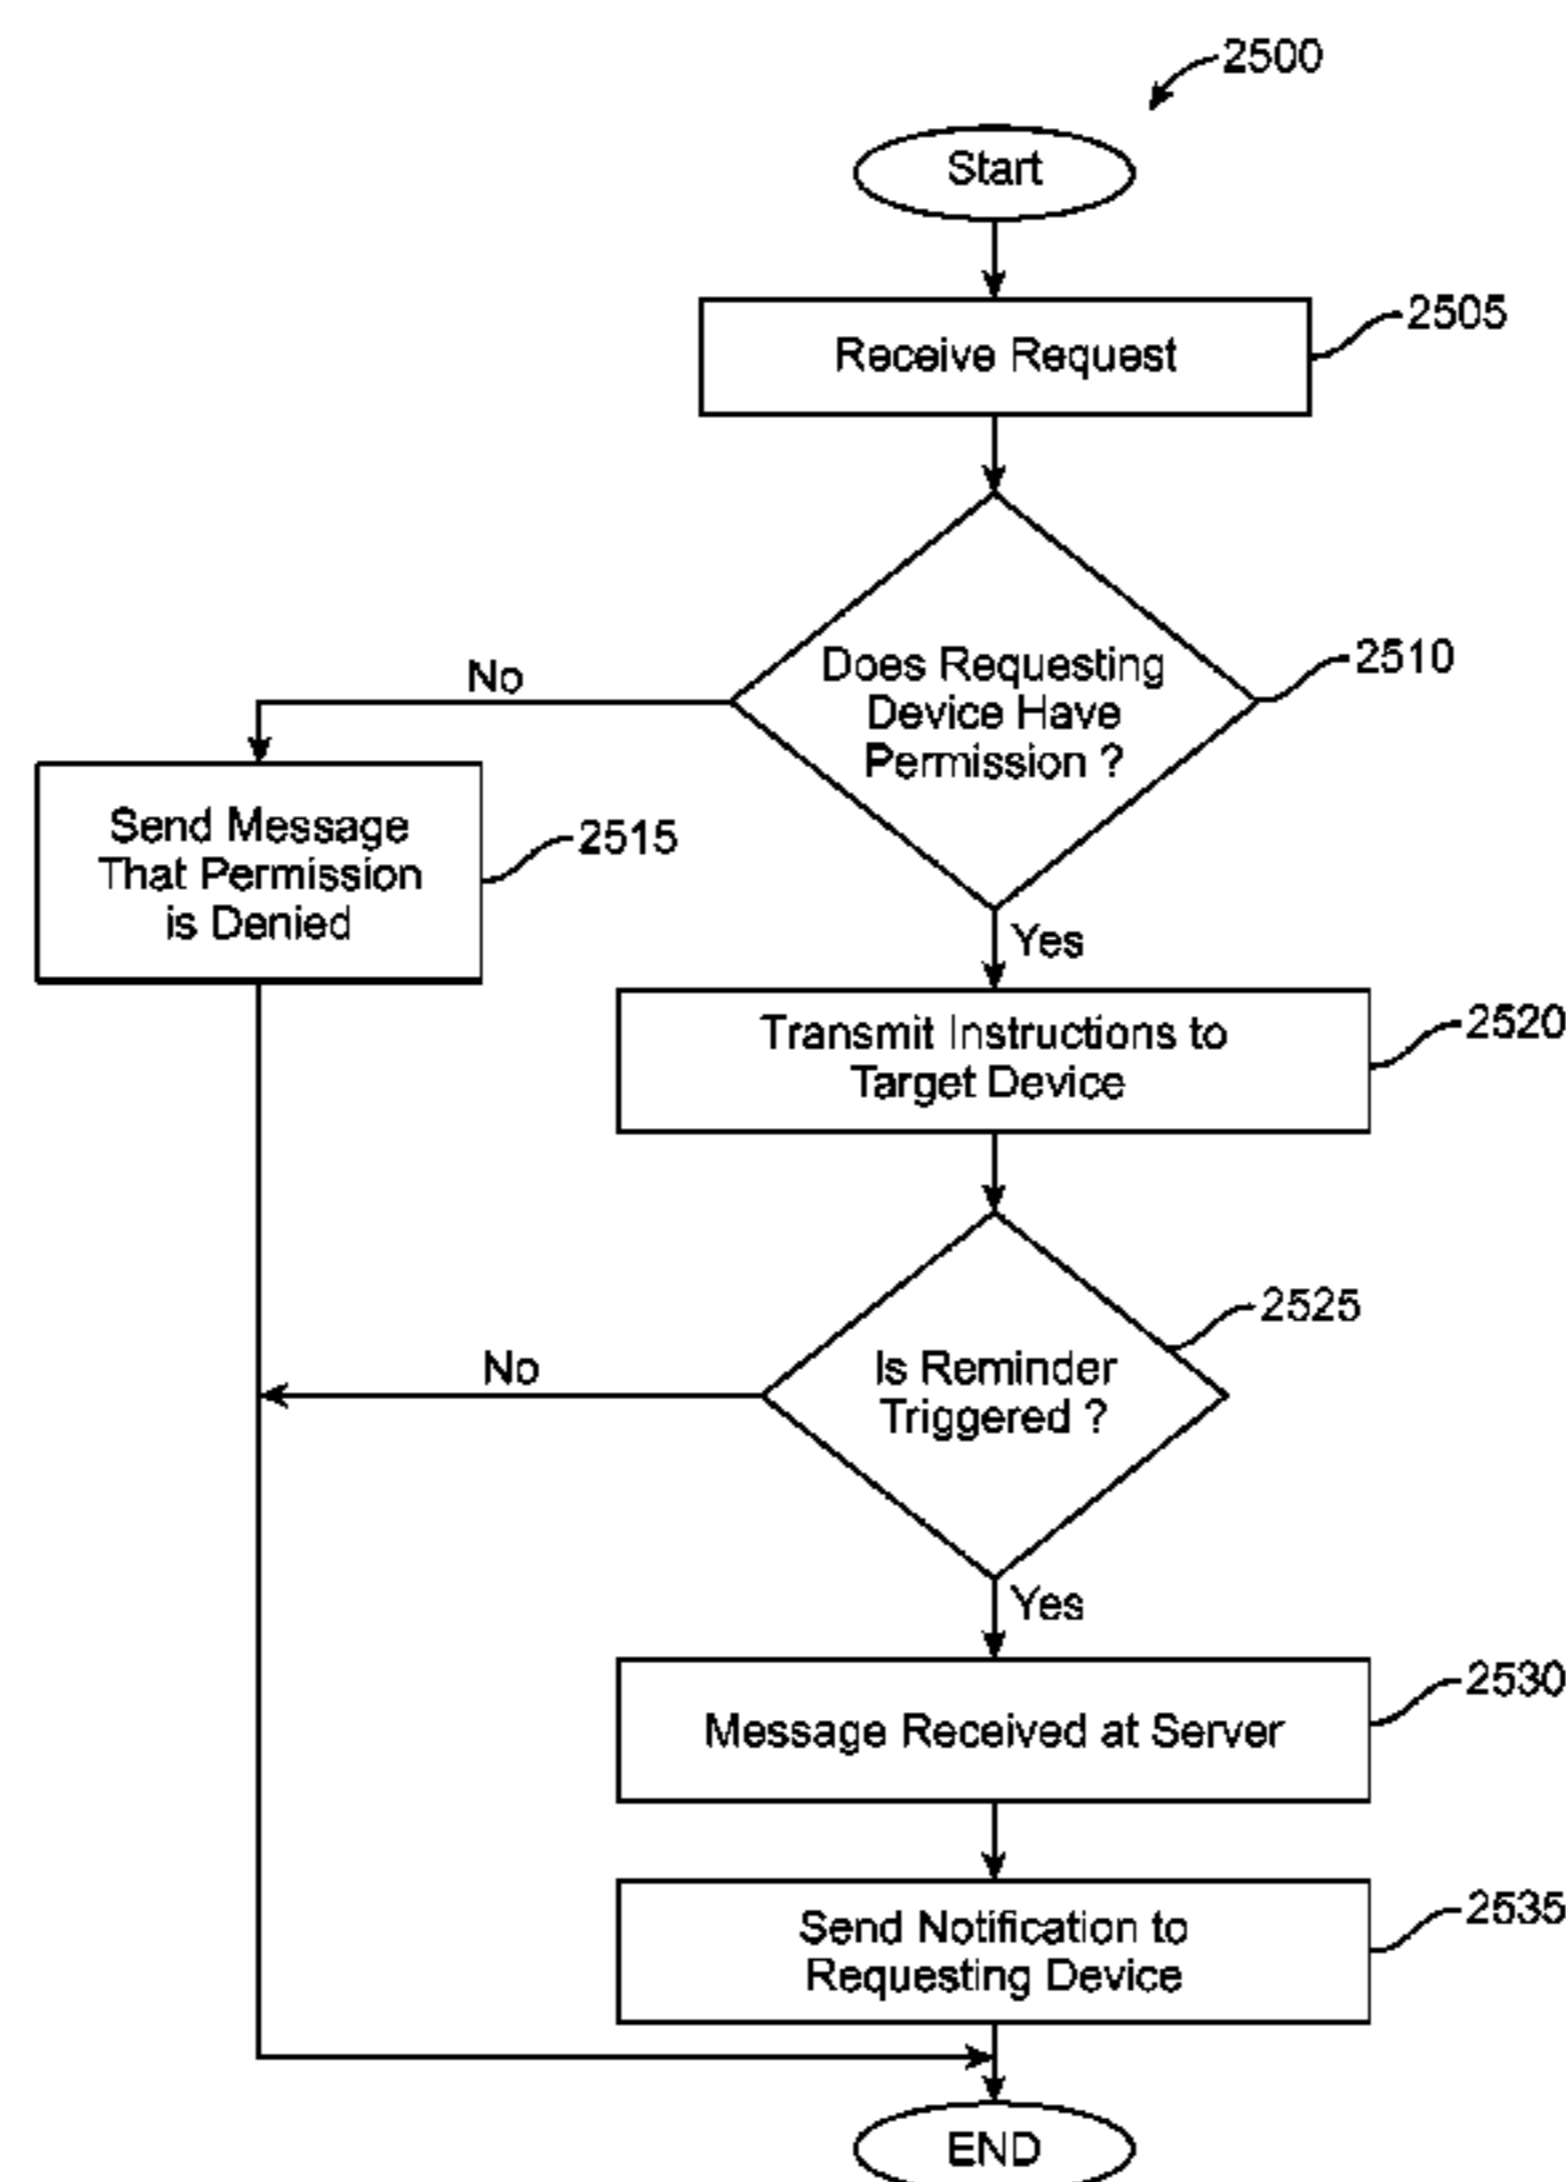 2500
Start
2505
Receive Request
2510
Does Requesting
Device Have
Permission ?
No
Send Message
That Permission
is Denied
2515
Yes
Transmit Instructions to
Target Device
2520
2525
Is Reminder
Triggered ?
No
Yes
Message Received at Server
2530
Send Notification to
Requesting Device
2535
END